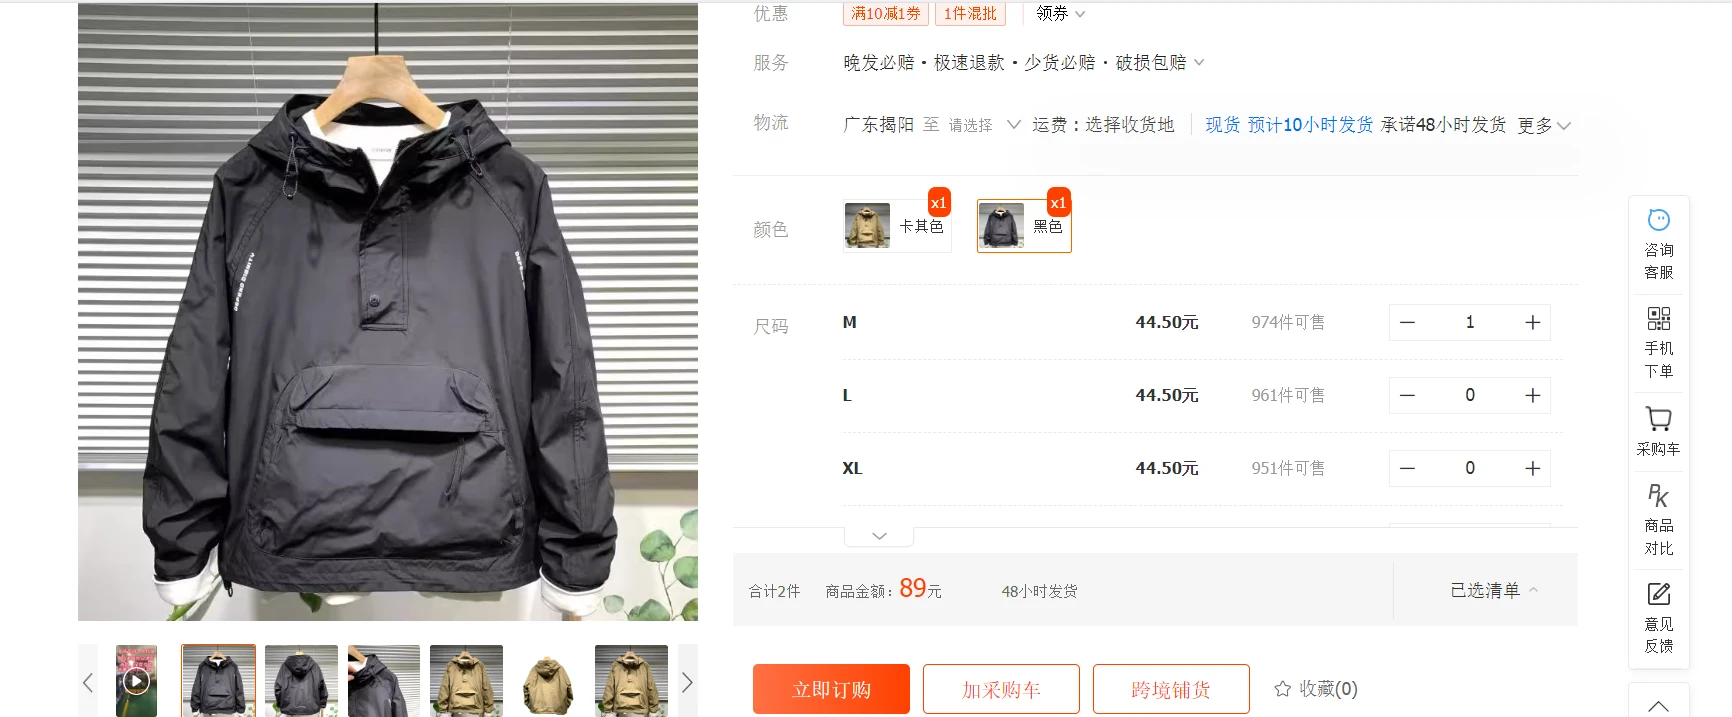 优惠
满10减1券
1件混批
领券
服务
晚发必赔·极速退款·少货必赔·破损包赔
物流
广东揭阳 至 请选择 运费：选择收货地 现货 预计10小时发货 承诺48小时发货 更多
颜色
x1
卡其色
x1
黑色
尺码
M 44.50元 974件可售 1
L 44.50元 961件可售 0
XL 44.50元 951件可售 0
合计2件 商品金额：89元 48小时发货 已选清单
立即订购 加采购车 跨境铺货 收藏(0)
咨询
客服
手机
下单
采购车
PK
商品
对比
意见
反馈
DEPEND DIGNITY